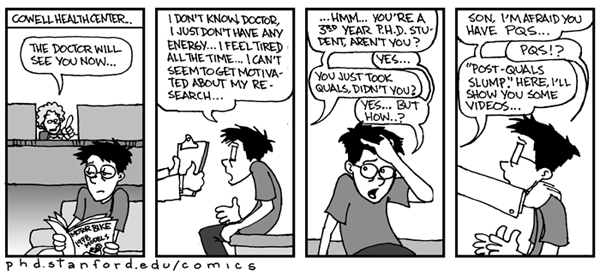 COWELL HEALTH CENTER..
THE DOCTOR WILL
SEE YOU NOW...
MOTOR BIKE
1998
MODELS
I DON'T KNOW, DOCTOR,
I JUST DON'T HAVE ANY
ENERGY... I FEEL TIRED
ALL THE TIME... I CAN'T
SEEM TO GET MOTIVA-
TED ABOUT MY RE-
SEARCH...
...HMM... YOU'RE A
3RD YEAR P.H.D. STU-
DENT, AREN'T YOU?
YES...
YOU JUST TOOK
QUALS, DIDN'T YOU?
YES... BUT
HOW..?
SON, I'M AFRAID YOU
HAVE PQS...
PQS!?
"POST-QUALS
SLUMP." HERE, I'LL
SHOW YOU SOME
VIDEOS...
phd.stanford.edu/comics